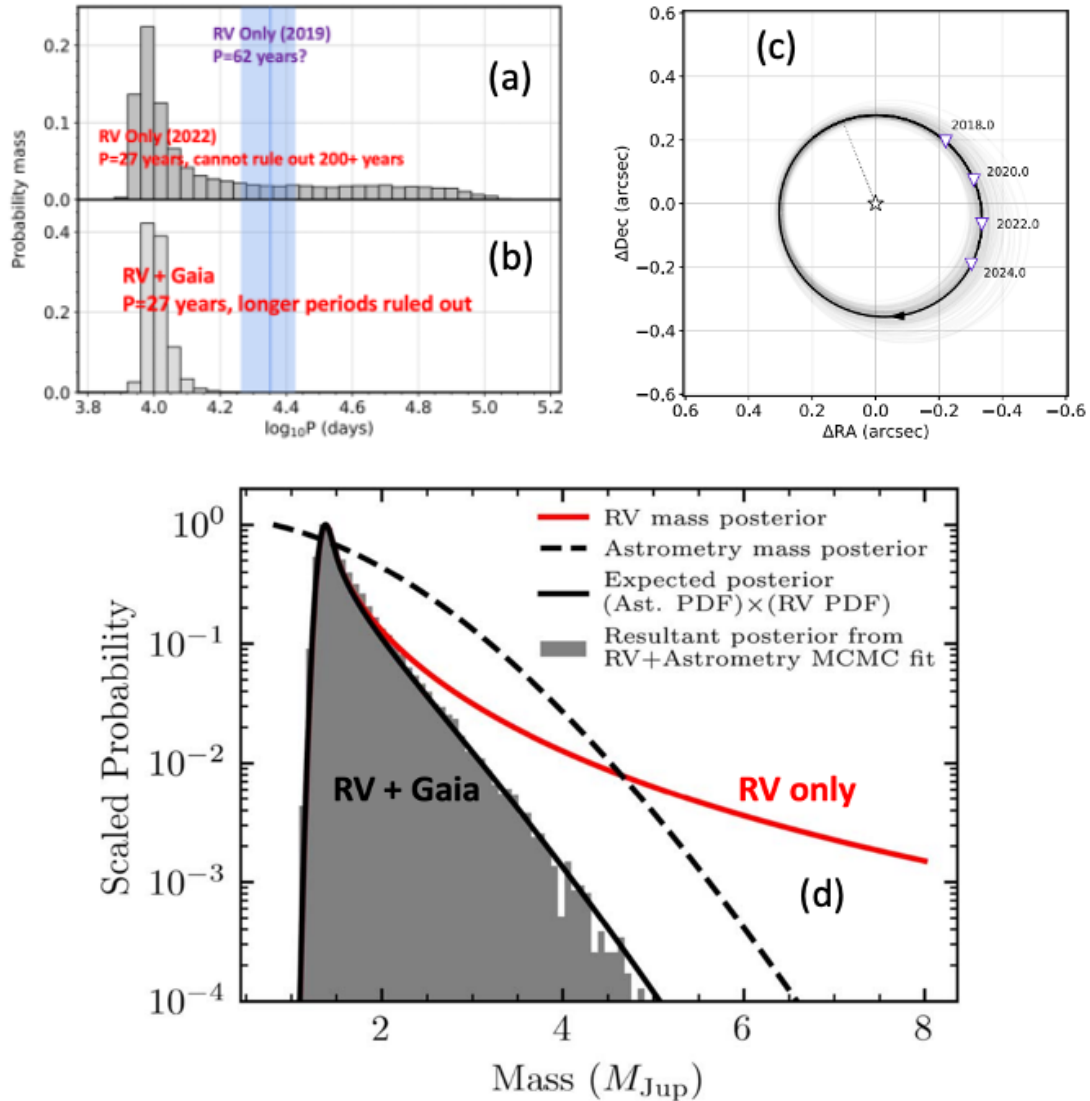 RV Only (2019)
P=62 years?
(a)
RV Only (2022)
P=27 years, cannot rule out 200+ years
0.2
0.1
0.0
Probability mass
(b)
RV + Gaia
P=27 years, longer periods ruled out
0.4
0.2
0.0
3.8 4.0 4.2 4.4 4.6 4.8 5.0 5.2
log₁₀P (days)
(c)
0.6
0.4
0.2
0.0
−0.2
−0.4
−0.6
ΔDec (arcsec)
2018.0
2020.0
2022.0
2024.0
0.6 0.4 0.2 0.0 −0.2 −0.4 −0.6
ΔRA (arcsec)
RV mass posterior
Astrometry mass posterior
Expected posterior
(Ast. PDF)×(RV PDF)
Resultant posterior from
RV+Astrometry MCMC fit
10⁰
10⁻¹
10⁻²
10⁻³
10⁻⁴
Scaled Probability
RV + Gaia
RV only
(d)
2 4 6 8
Mass (M_Jup)